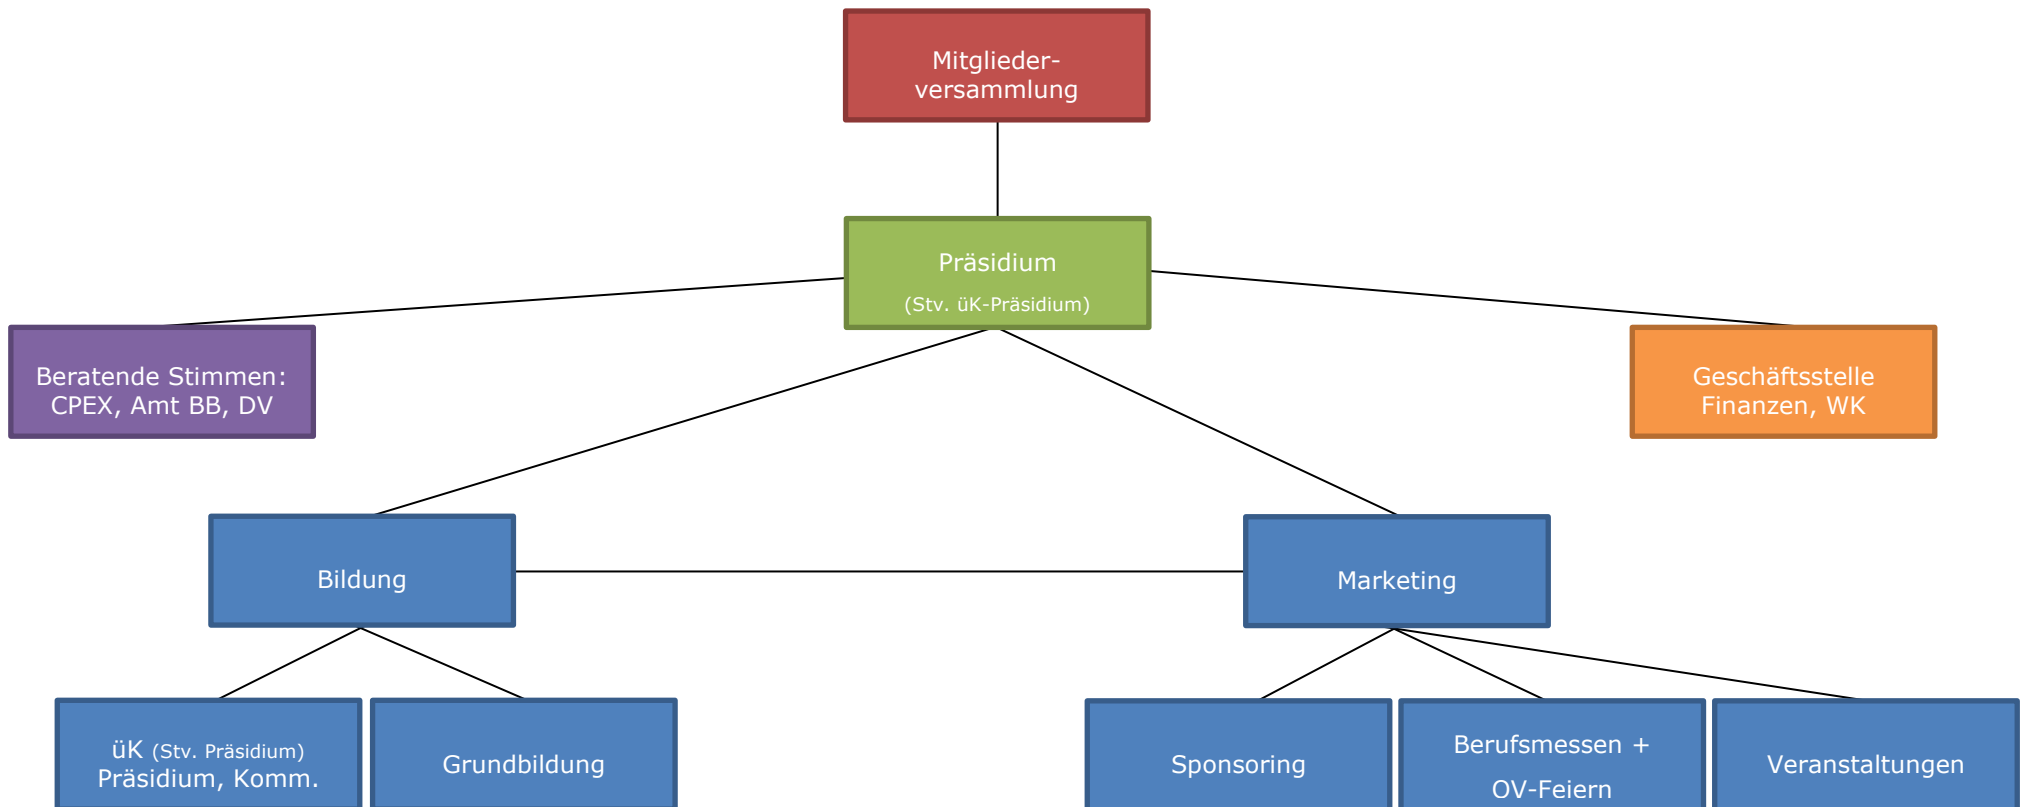 Mitglieder-
versammlung
Präsidium
(Stv. üK-Präsidium)
Beratende Stimmen:
CPEX, Amt BB, DV
Geschäftsstelle
Finanzen, WK
Bildung
Marketing
üK (Stv. Präsidium)
Präsidium, Komm.
Grundbildung
Sponsoring
Berufsmessen +
OV-Feiern
Veranstaltungen